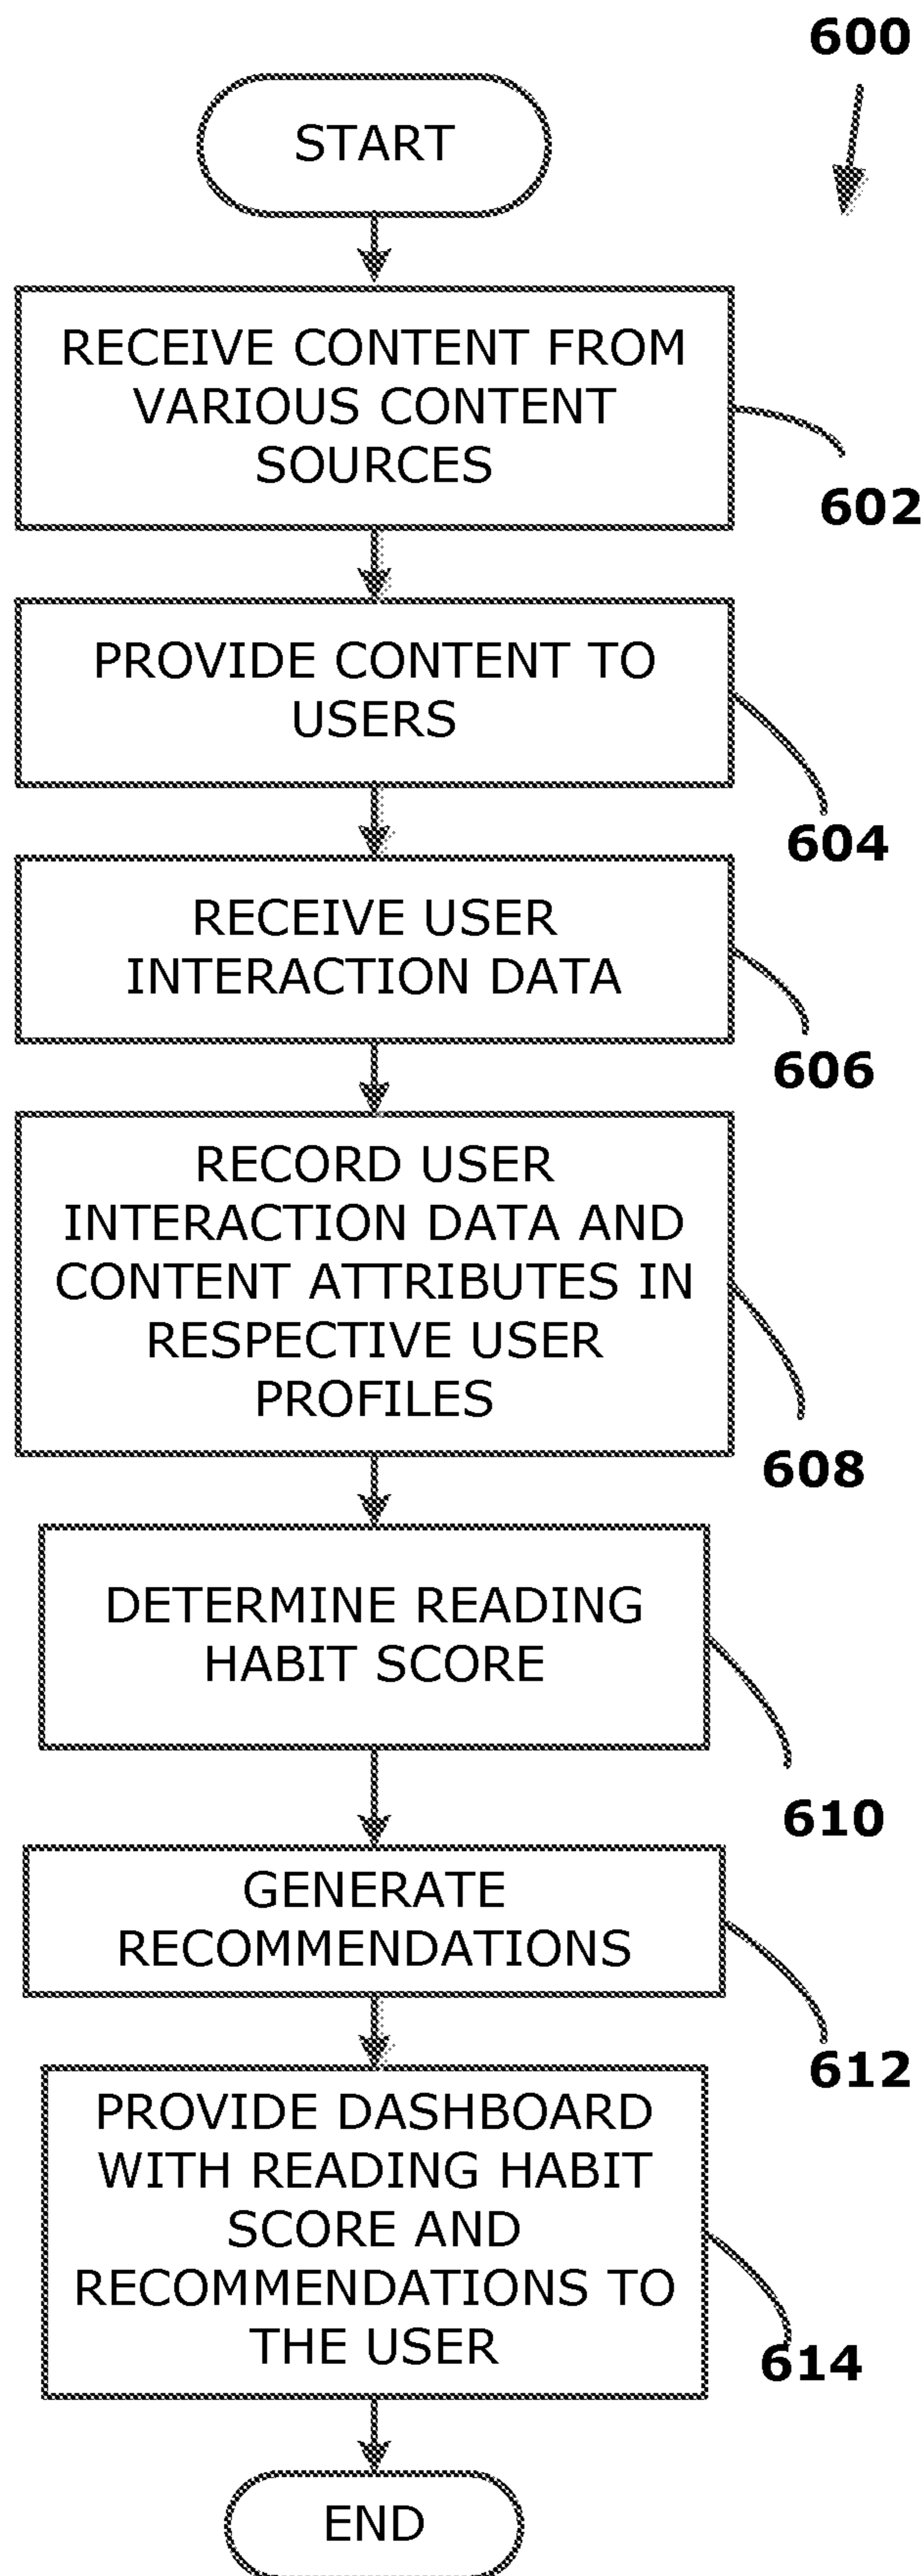 600
START
RECEIVE CONTENT FROM
VARIOUS CONTENT
SOURCES
602
PROVIDE CONTENT TO
USERS
604
RECEIVE USER
INTERACTION DATA
606
RECORD USER
INTERACTION DATA AND
CONTENT ATTRIBUTES IN
RESPECTIVE USER
PROFILES
608
DETERMINE READING
HABIT SCORE
610
GENERATE
RECOMMENDATIONS
612
PROVIDE DASHBOARD
WITH READING HABIT
SCORE AND
RECOMMENDATIONS TO
THE USER
614
END